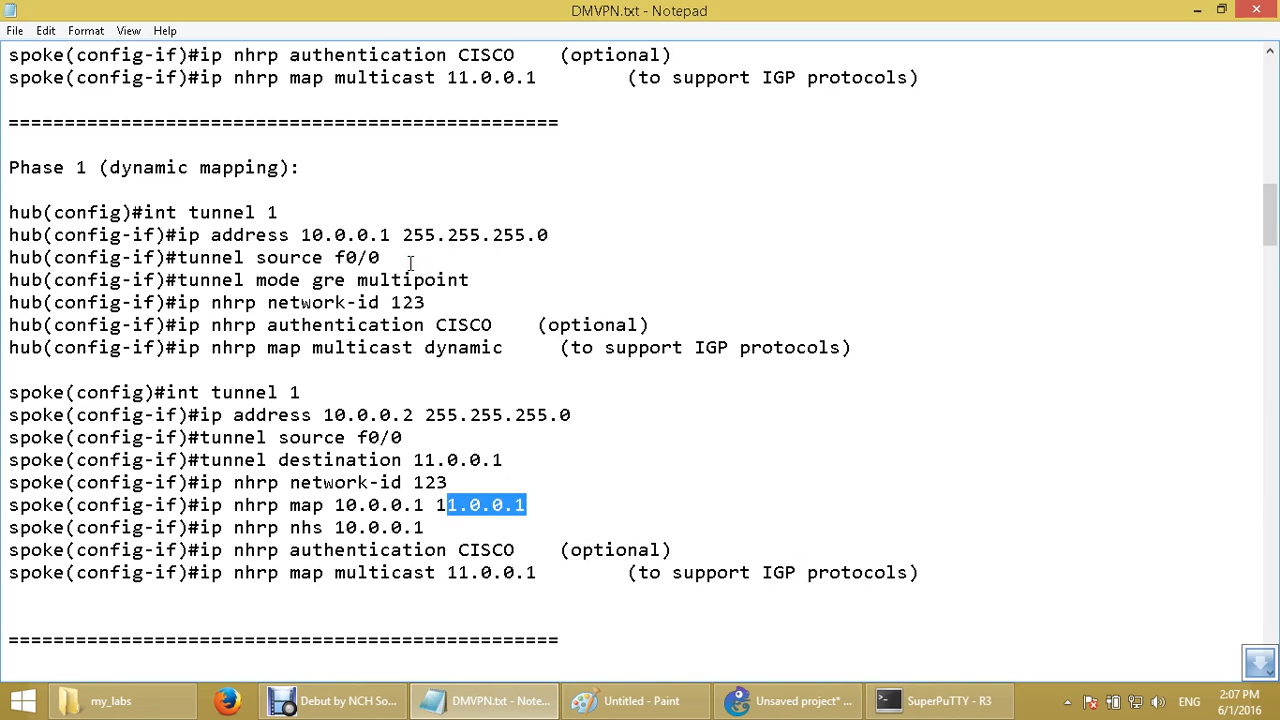 DMVPN.txt - Notepad
File Edit Format View Help
spoke(config-if)#ip nhrp authentication CISCO (optional)
spoke(config-if)#ip nhrp map multicast 11.0.0.1 (to support IGP protocols)
=================================================
Phase 1 (dynamic mapping):
hub(config)#int tunnel 1
hub(config-if)#ip address 10.0.0.1 255.255.255.0
hub(config-if)#tunnel source f0/0
hub(config-if)#tunnel mode gre multipoint
hub(config-if)#ip nhrp network-id 123
hub(config-if)#ip nhrp authentication CISCO (optional)
hub(config-if)#ip nhrp map multicast dynamic (to support IGP protocols)
spoke(config)#int tunnel 1
spoke(config-if)#ip address 10.0.0.2 255.255.255.0
spoke(config-if)#tunnel source f0/0
spoke(config-if)#tunnel destination 11.0.0.1
spoke(config-if)#ip nhrp network-id 123
spoke(config-if)#ip nhrp map 10.0.0.1 11.0.0.1
spoke(config-if)#ip nhrp nhs 10.0.0.1
spoke(config-if)#ip nhrp authentication CISCO (optional)
spoke(config-if)#ip nhrp map multicast 11.0.0.1 (to support IGP protocols)
=================================================
my_labs Debut by NCH So... DMVPN.txt - Note... Untitled - Paint Unsaved project* ... SuperPuTTY - R3 ENG 2:07 PM
6/1/2016